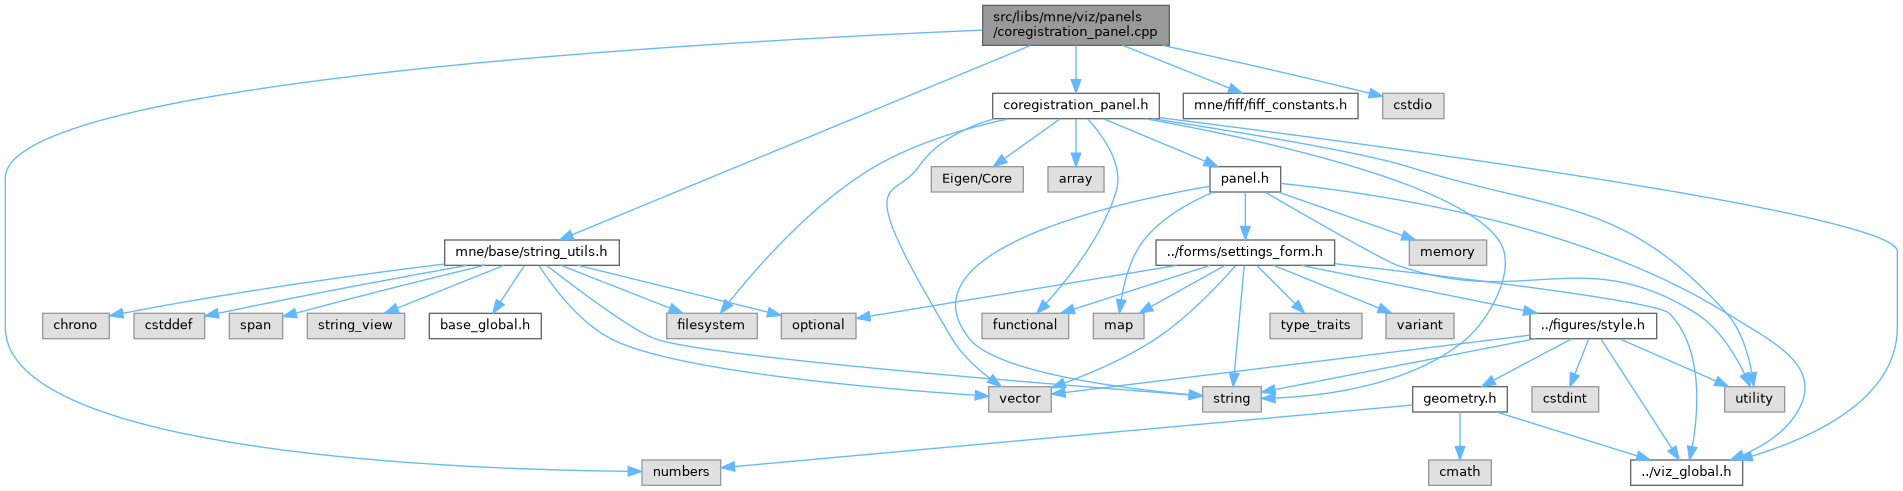 src/libs/mne/viz/panels
/coregistration_panel.cpp
coregistration_panel.h
mne/fiff/fiff_constants.h
cstdio
Eigen/Core
array
panel.h
mne/base/string_utils.h
../forms/settings_form.h
memory
chrono
cstddef
span
string_view
base_global.h
filesystem
optional
functional
map
type_traits
variant
../figures/style.h
vector
string
geometry.h
cstdint
utility
numbers
cmath
../viz_global.h